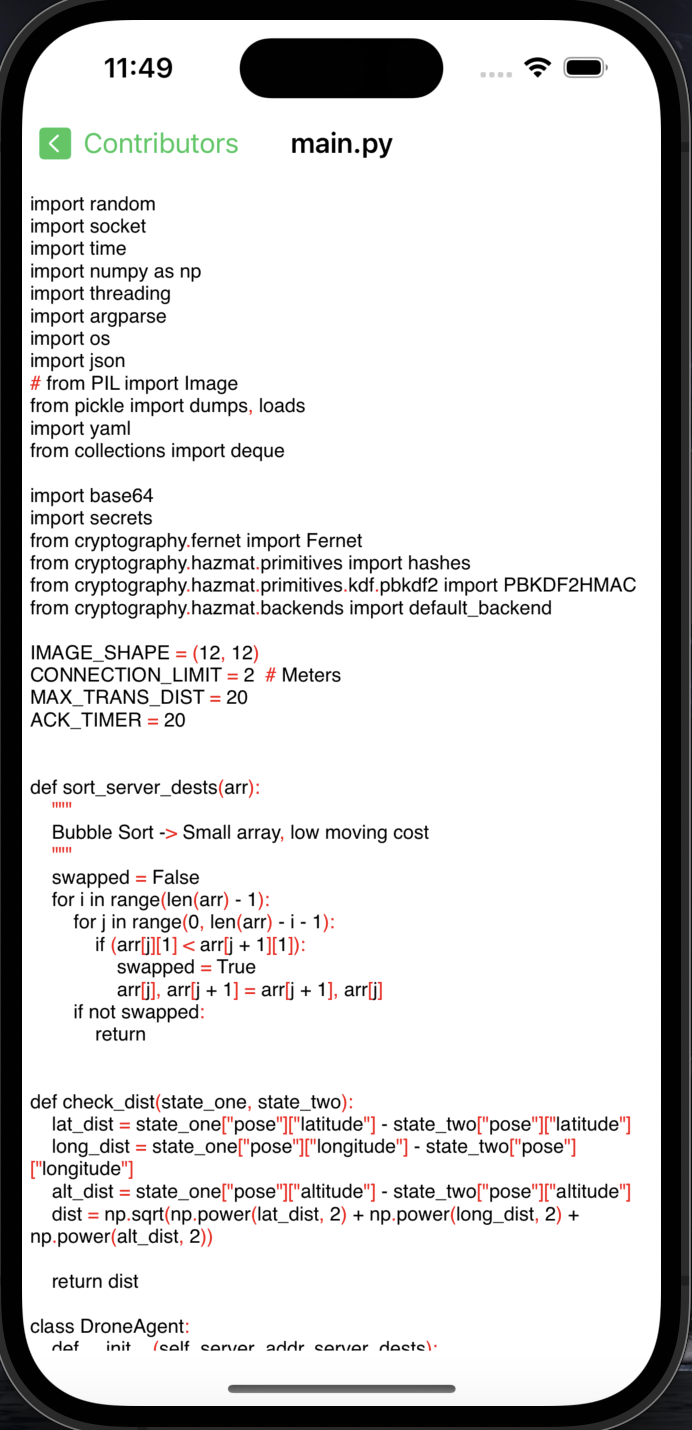 11:49
Contributors
main.py
import random
import socket
import time
import numpy as np
import threading
import argparse
import os
import json
# from PIL import Image
from pickle import dumps, loads
import yaml
from collections import deque
import base64
import secrets
from cryptography.fernet import Fernet
from cryptography.hazmat.primitives import hashes
from cryptography.hazmat.primitives.kdf.pbkdf2 import PBKDF2HMAC
from cryptography.hazmat.backends import default_backend
IMAGE_SHAPE = (12, 12)
CONNECTION_LIMIT = 2  # Meters
MAX_TRANS_DIST = 20
ACK_TIMER = 20
def sort_server_dests(arr):
    """
    Bubble Sort -> Small array, low moving cost
    """
    swapped = False
    for i in range(len(arr) - 1):
        for j in range(0, len(arr) - i - 1):
            if (arr[j][1] < arr[j + 1][1]):
                swapped = True
                arr[j], arr[j + 1] = arr[j + 1], arr[j]
        if not swapped:
            return
def check_dist(state_one, state_two):
    lat_dist = state_one["pose"]["latitude"] - state_two["pose"]["latitude"]
    long_dist = state_one["pose"]["longitude"] - state_two["pose"]
["longitude"]
    alt_dist = state_one["pose"]["altitude"] - state_two["pose"]["altitude"]
    dist = np.sqrt(np.power(lat_dist, 2) + np.power(long_dist, 2) +
np.power(alt_dist, 2))
    return dist
class DroneAgent:
    def __init__(self, server_addr, server_dests):